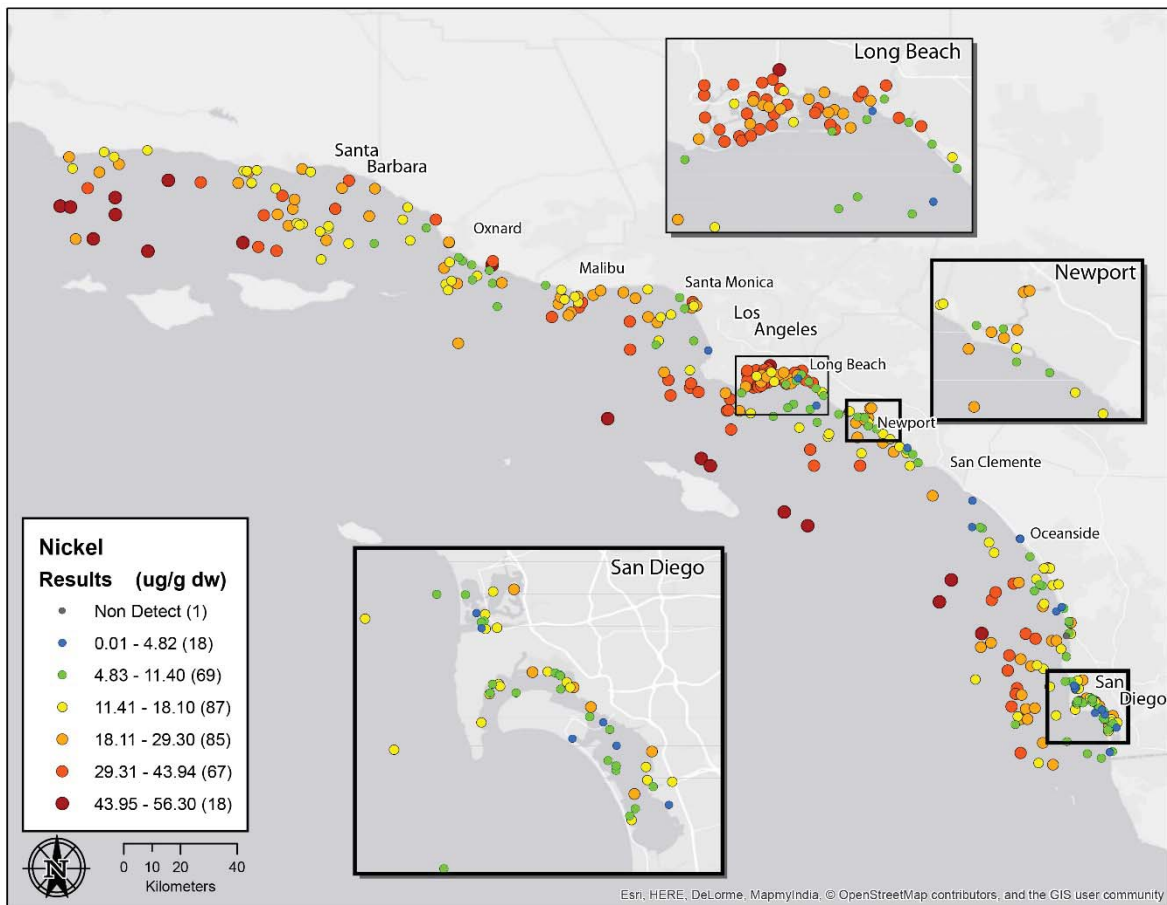 Long Beach
Santa
Barbara
Oxnard
Malibu
Santa Monica
Los
Angeles
Long Beach
Newport
Newport
San Clemente
Oceanside
San
Diego
San Diego
Nickel
Results (ug/g dw)
Non Detect (1)
0.01 - 4.82 (18)
4.83 - 11.40 (69)
11.41 - 18.10 (87)
18.11 - 29.30 (85)
29.31 - 43.94 (67)
43.95 - 56.30 (18)
N
0 10 20 40
Kilometers
Esri, HERE, DeLorme, MapmyIndia, © OpenStreetMap contributors, and the GIS user community